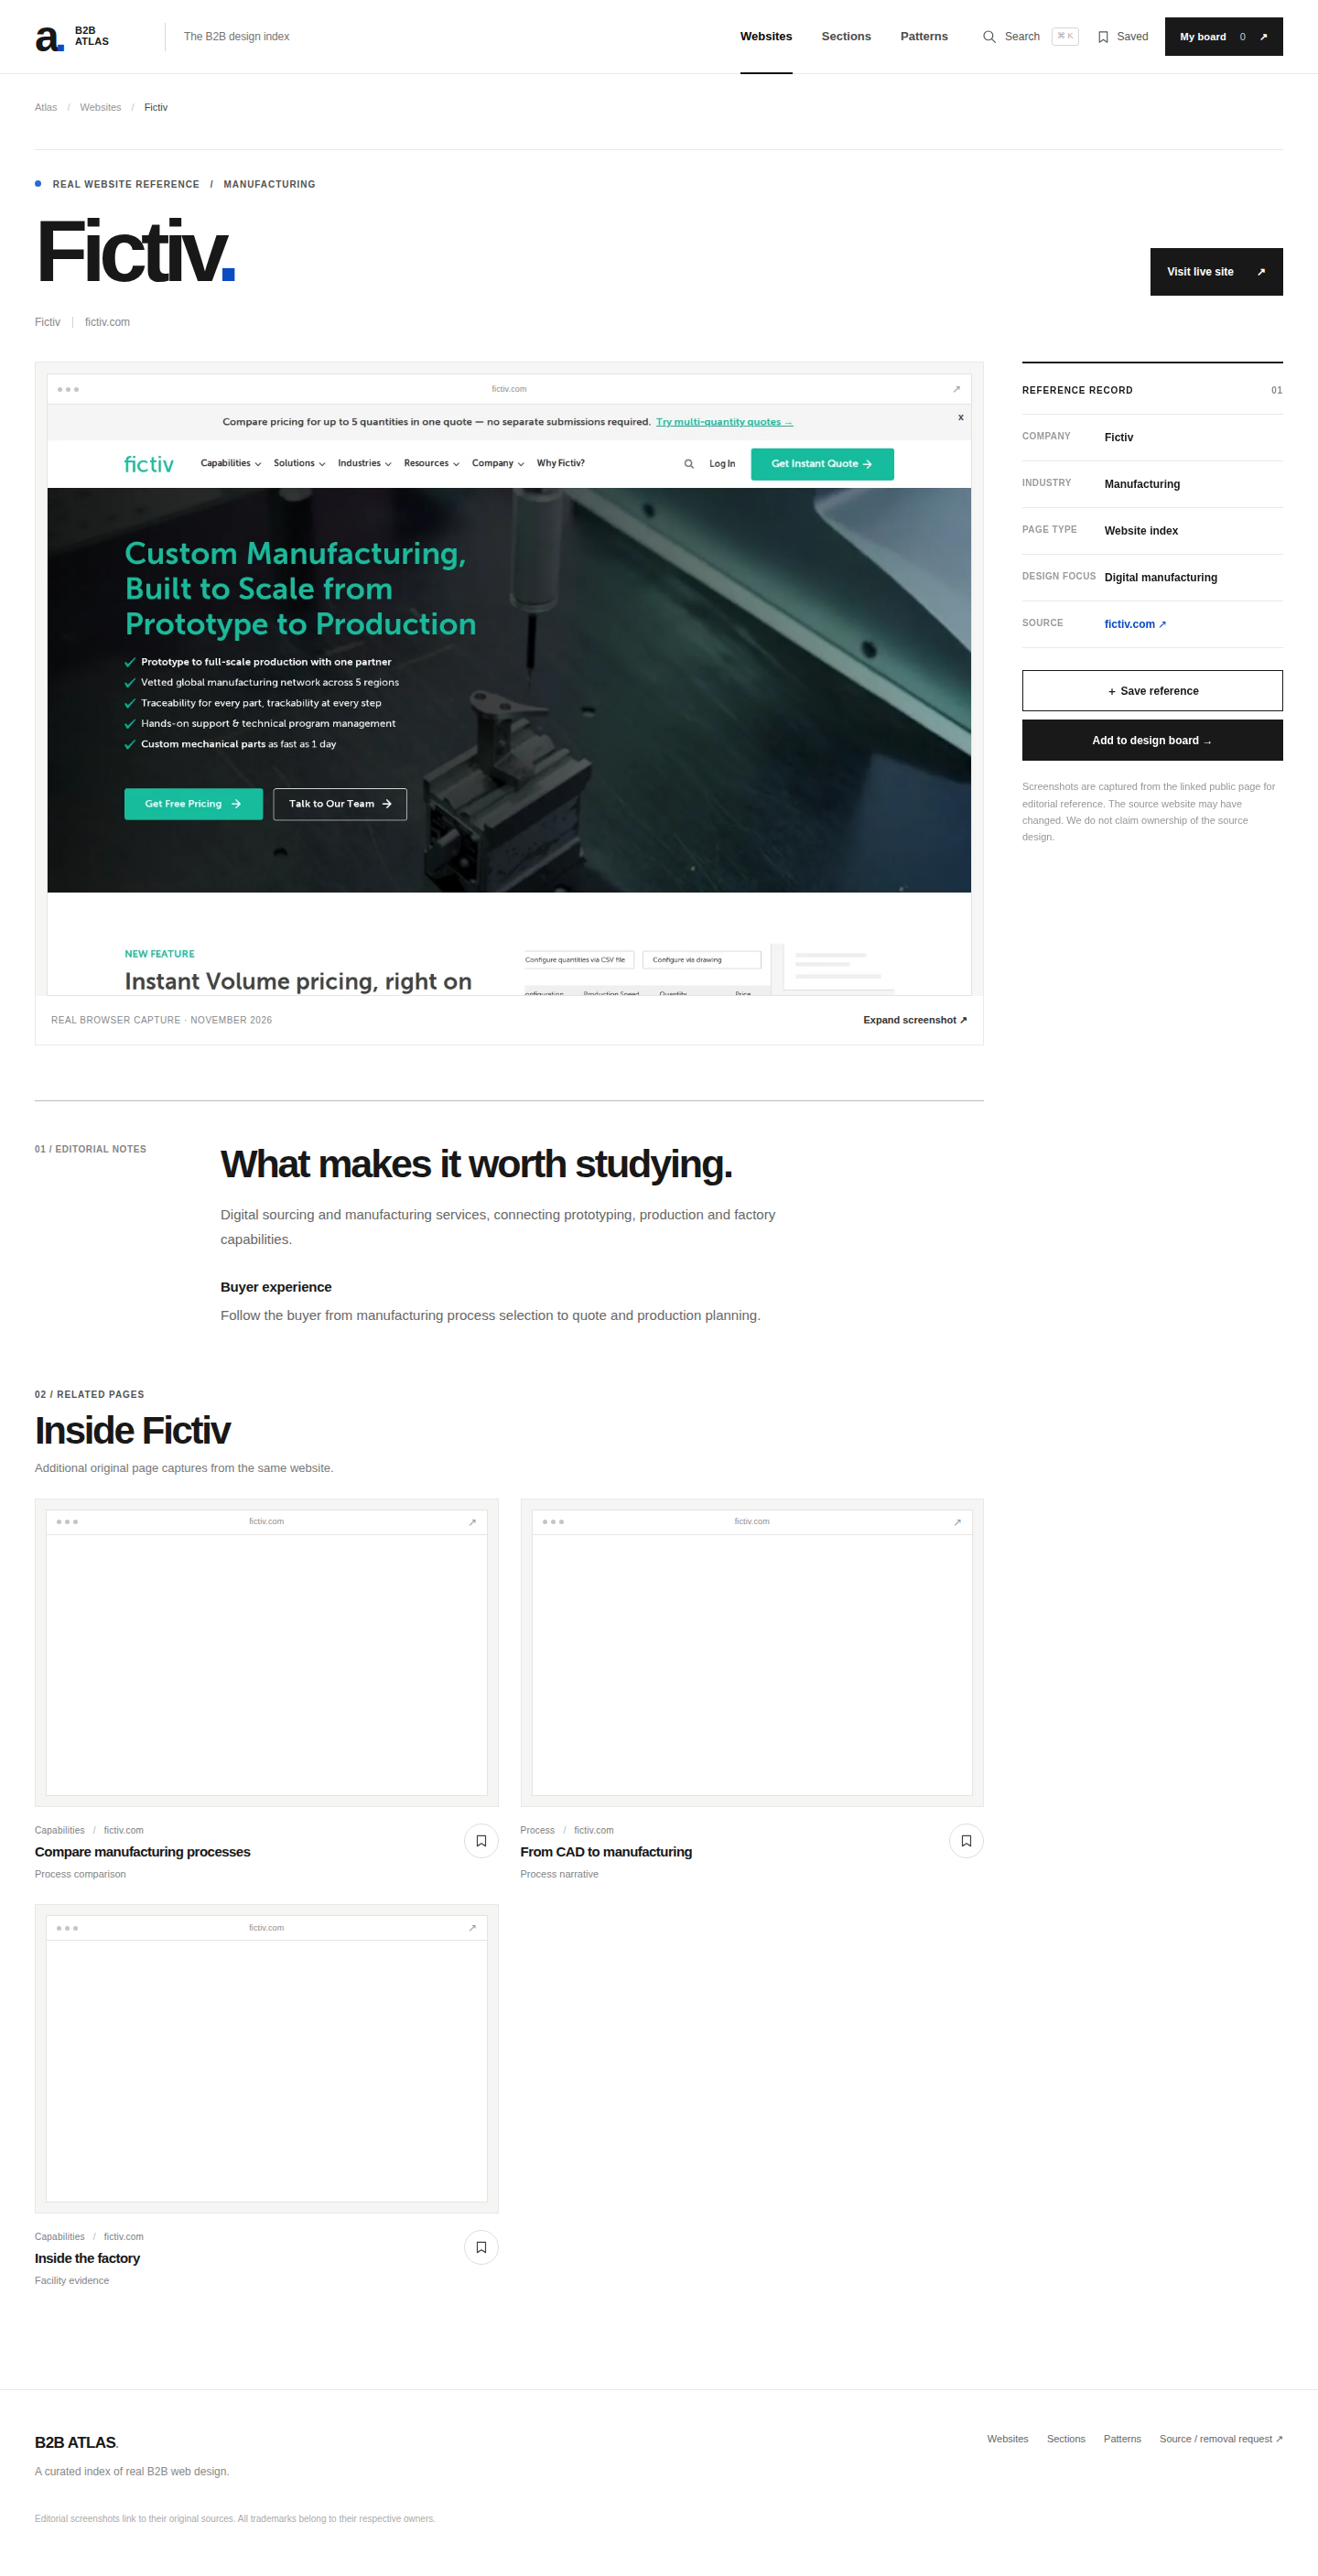 a.
B2B
ATLAS
The B2B design index
Websites
Sections
Patterns
Search
⌘ K
Saved
My board 0 ↗
Atlas / Websites / Fictiv
REAL WEBSITE REFERENCE / MANUFACTURING
Fictiv.
Visit live site ↗
Fictiv | fictiv.com
fictiv.com ↗
Compare pricing for up to 5 quantities in one quote — no separate submissions required. Try multi-quantity quotes →
x
fictiv
Capabilities
Solutions
Industries
Resources
Company
Why Fictiv?
Log In
Get Instant Quote →
Custom Manufacturing,
Built to Scale from
Prototype to Production
Prototype to full-scale production with one partner
Vetted global manufacturing network across 5 regions
Traceability for every part, trackability at every step
Hands-on support & technical program management
Custom mechanical parts as fast as 1 day
Get Free Pricing →
Talk to Our Team →
NEW FEATURE
Instant Volume pricing, right on
Configure quantities via CSV file
Configure via drawing
onfiguration
Production Speed
Quantity
Price
REAL BROWSER CAPTURE · NOVEMBER 2026
Expand screenshot ↗
REFERENCE RECORD 01
COMPANY Fictiv
INDUSTRY Manufacturing
PAGE TYPE Website index
DESIGN FOCUS Digital manufacturing
SOURCE fictiv.com ↗
+ Save reference
Add to design board →
Screenshots are captured from the linked public page for
editorial reference. The source website may have
changed. We do not claim ownership of the source
design.
01 / EDITORIAL NOTES
What makes it worth studying.
Digital sourcing and manufacturing services, connecting prototyping, production and factory
capabilities.
Buyer experience
Follow the buyer from manufacturing process selection to quote and production planning.
02 / RELATED PAGES
Inside Fictiv
Additional original page captures from the same website.
fictiv.com ↗
fictiv.com ↗
Capabilities / fictiv.com
Compare manufacturing processes
Process comparison
Process / fictiv.com
From CAD to manufacturing
Process narrative
fictiv.com ↗
Capabilities / fictiv.com
Inside the factory
Facility evidence
B2B ATLAS.
A curated index of real B2B web design.
Websites
Sections
Patterns
Source / removal request ↗
Editorial screenshots link to their original sources. All trademarks belong to their respective owners.